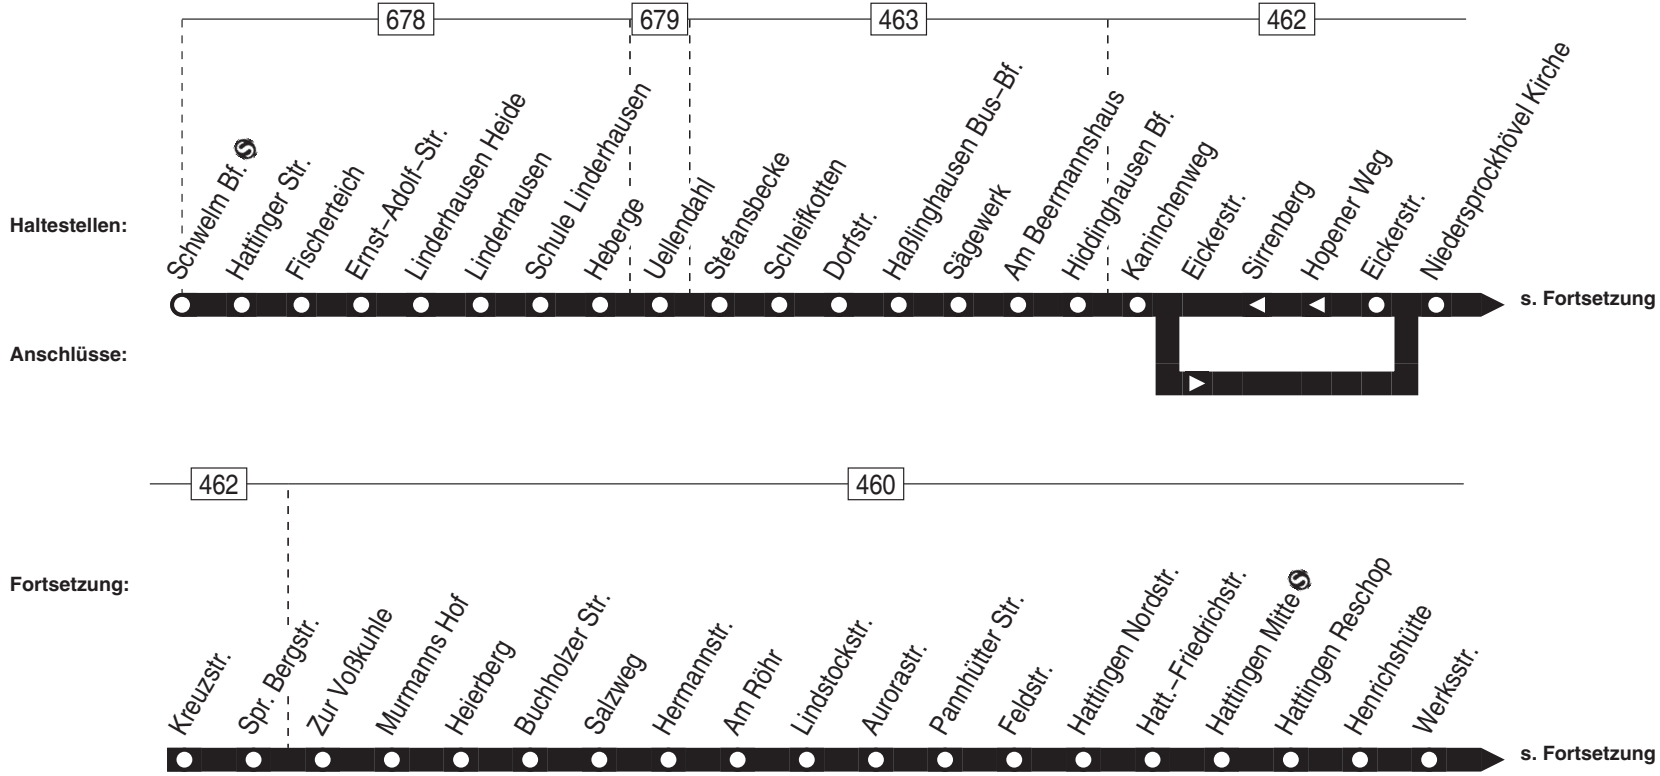 678 679 463 462
Haltestellen:
Schwelm Bf. S
Hattinger Str.
Fischerteich
Ernst-Adolf-Str.
Linderhausen Heide
Linderhausen
Schule Linderhausen
Heberge
Uellendahl
Stefansbecke
Schleifkotten
Dorfstr.
Haßlinghausen Bus-Bf.
Sägewerk
Am Beermannshaus
Hiddinghausen Bf.
Kaninchenweg
Eickerstr.
Sirrenberg
Hopener Weg
Eickerstr.
Niedersprockhövel Kirche
s. Fortsetzung
Anschlüsse:
462 460
Fortsetzung:
Kreuzstr.
Spr. Bergstr.
Zur Voßkuhle
Murmanns Hof
Heierberg
Buchholzer Str.
Salzweg
Hermannstr.
Am Röhr
Lindstockstr.
Aurorastr.
Pannhütter Str.
Feldstr.
Hattingen Nordstr.
Hatt.-Friedrichstr.
Hattingen Mitte S
Hattingen Reschop
Henrichshütte
Werksstr.
s. Fortsetzung